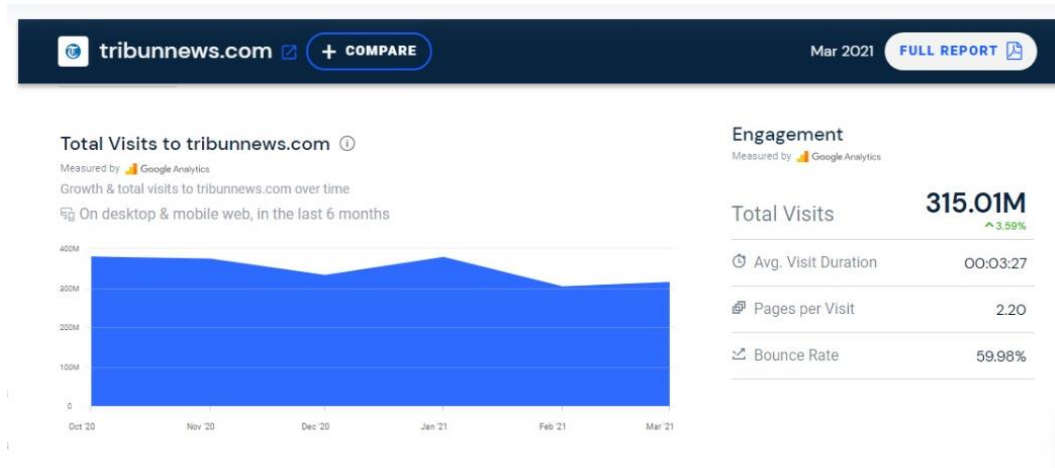 tribunnews.com + COMPARE
Mar 2021 FULL REPORT
Total Visits to tribunnews.com
Measured by Google Analytics
Growth & total visits to tribunnews.com over time
On desktop & mobile web, in the last 6 months
400M
300M
200M
100M
0
Oct '20 Nov '20 Dec '20 Jan '21 Feb '21 Mar '21
Engagement
Measured by Google Analytics
Total Visits 315.01M
3.59%
Avg. Visit Duration 00:03:27
Pages per Visit 2.20
Bounce Rate 59.98%